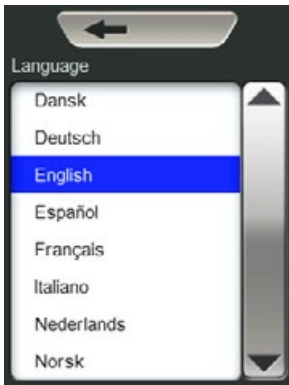 Language
Dansk
Deutsch
English
Español
Français
Italiano
Nederlands
Norsk